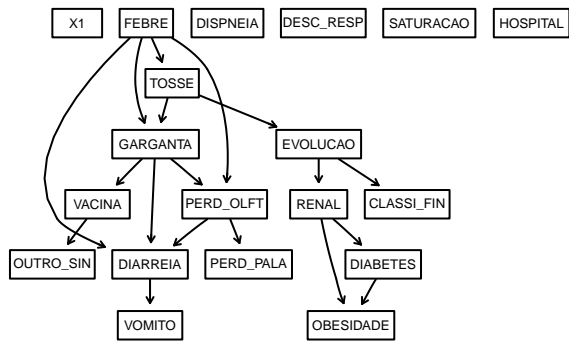 X1 FEBRE DISPNEIA DESC_RESP SATURACAO HOSPITAL
TOSSE
GARGANTA EVOLUCAO
VACINA PERD_OLFT RENAL CLASSI_FIN
OUTRO_SIN DIARREIA PERD_PALA DIABETES
VOMITO OBESIDADE